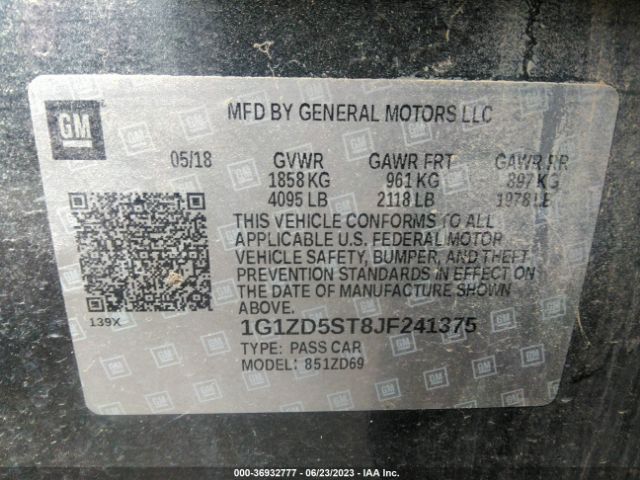 GM
MFD BY GENERAL MOTORS LLC
05/18 GVWR GAWR FRT GAWR RR
1858 KG 961 KG 897 KG
4095 LB 2118 LB 1978 LB
THIS VEHICLE CONFORMS TO ALL
APPLICABLE U.S. FEDERAL MOTOR
VEHICLE SAFETY, BUMPER, AND THEFT
PREVENTION STANDARDS IN EFFECT ON
THE DATE OF MANUFACTURE SHOWN
ABOVE.
139X
1G1ZD5ST8JF241375
TYPE: PASS CAR
MODEL: 851ZD69
00-36932777 - 06/23/2023 - IAA Inc.